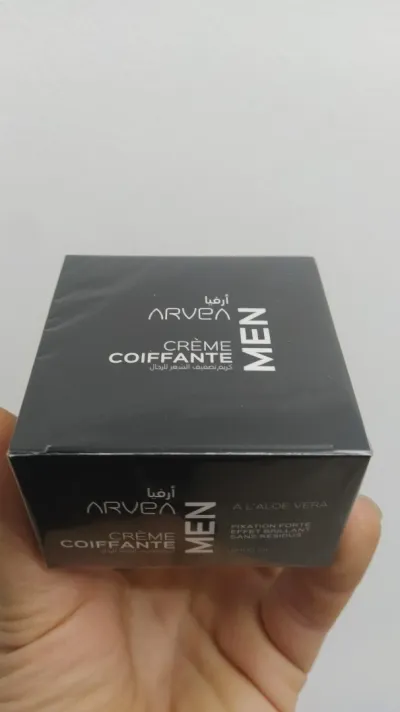 أرفيا
ARVEA
CRÈME
COIFFANTE
MEN
كريم تصفيف الشعر للرجال
أرفيا
ARVEA
CRÈME
COIFFANTE
MEN
À L'ALOE VERA
FIXATION FORTE
EFFET BRILLANT
SANS RÉSIDUS